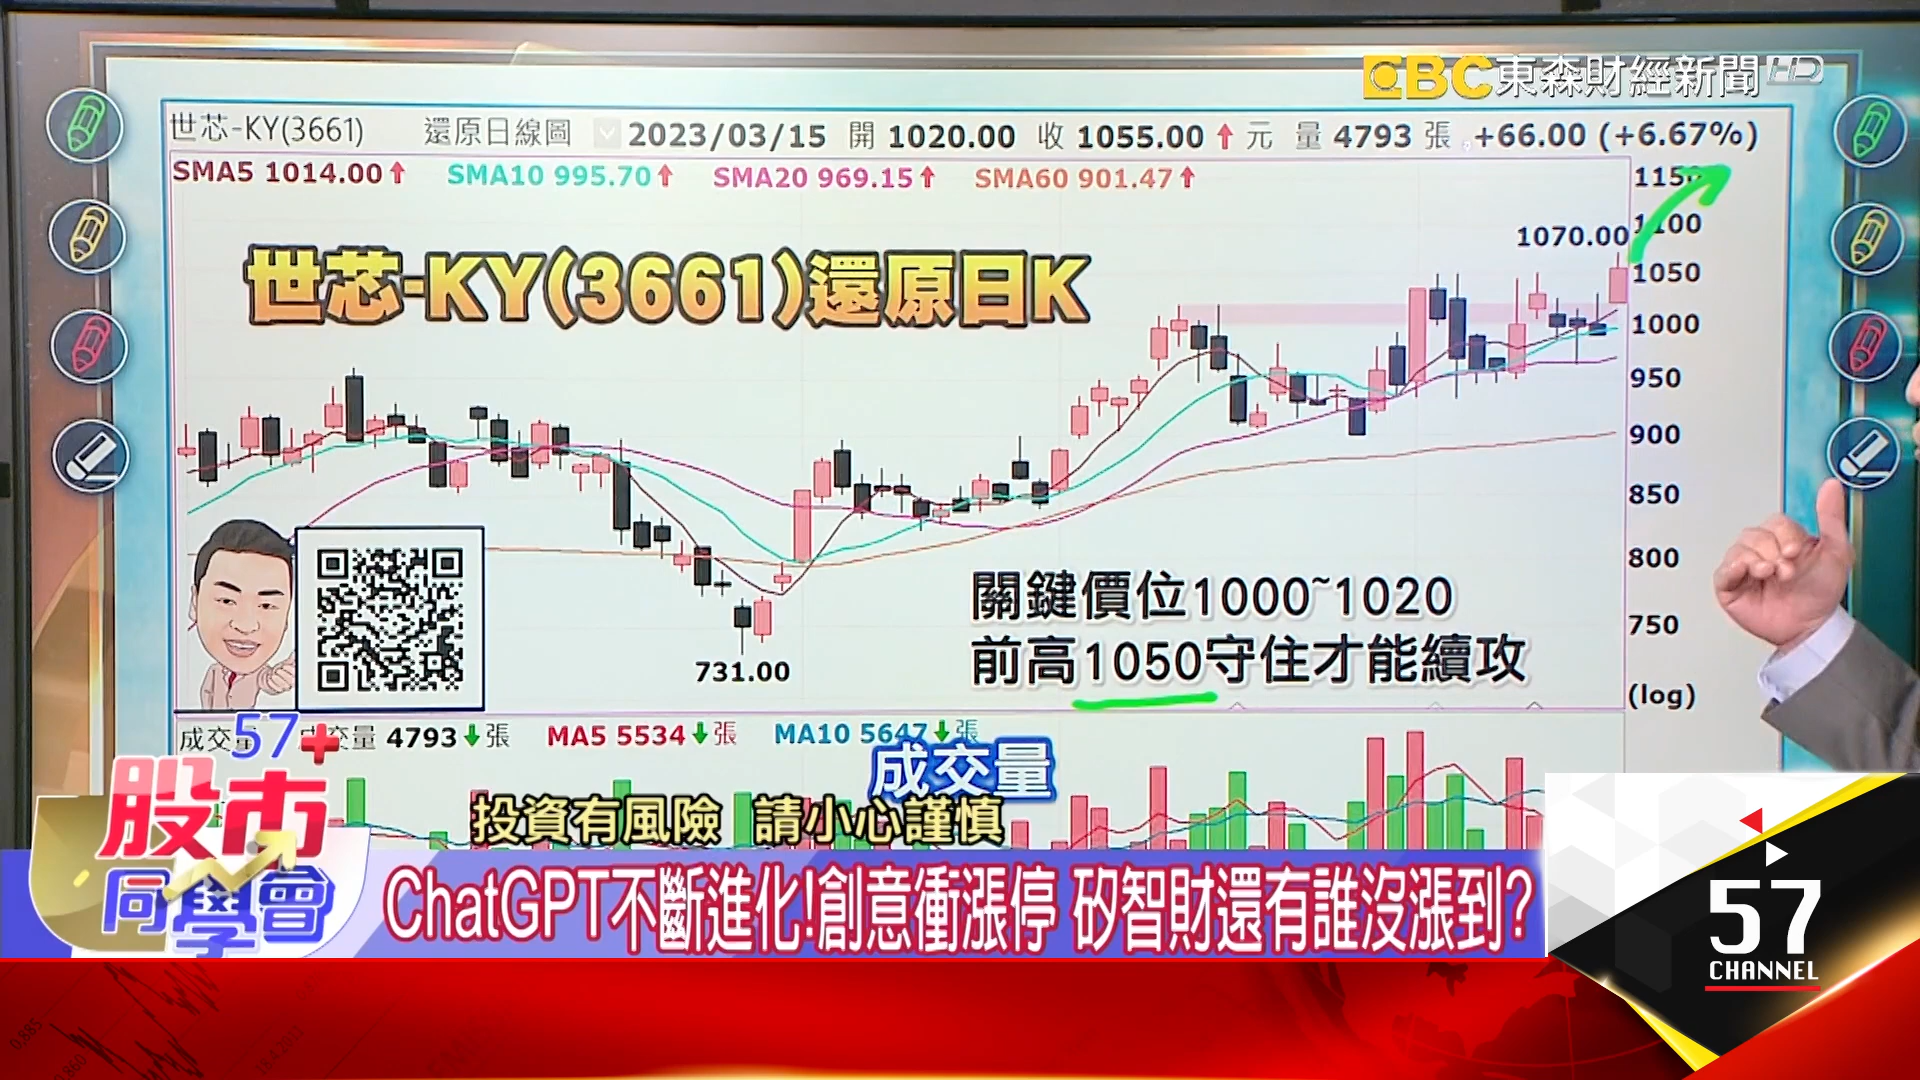 EBC東森財經新聞 HD
世芯-KY(3661) 還原日線圖 2023/03/15 開 1020.00 收 1055.00 元 量 4793 張 +66.00 (+6.67%)
SMA5 1014.00 SMA10 995.70 SMA20 969.15 SMA60 901.47
1100
1070.00
1050
世芯-KY(3661)還原日K
1000
950
900
850
800
750
關鍵價位1000~1020
前高1050守住才能續攻
731.00
(log)
4793 張 MA5 5534 張 MA10 5647 張
成交量
57+
股市
同學會
投資有風險 請小心謹慎
ChatGPT不斷進化!創意衝漲停 矽智財還有誰沒漲到?
57
CHANNEL